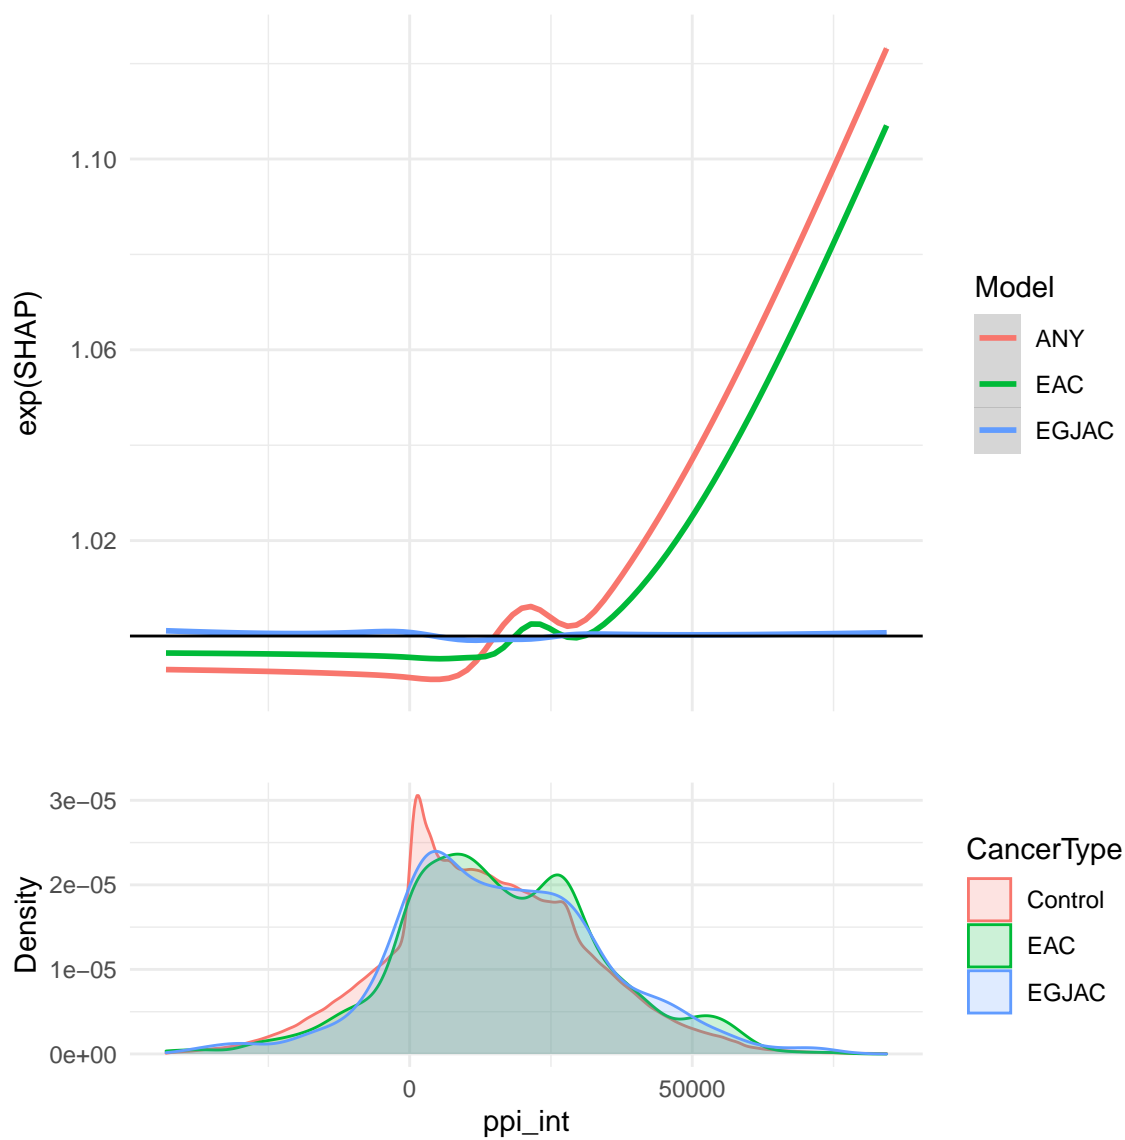 exp(SHAP)
1.10
1.06
1.02
Model
ANY
EAC
EGJAC
Density
3e−05
2e−05
1e−05
0e+00
0
50000
ppi_int
CancerType
Control
EAC
EGJAC